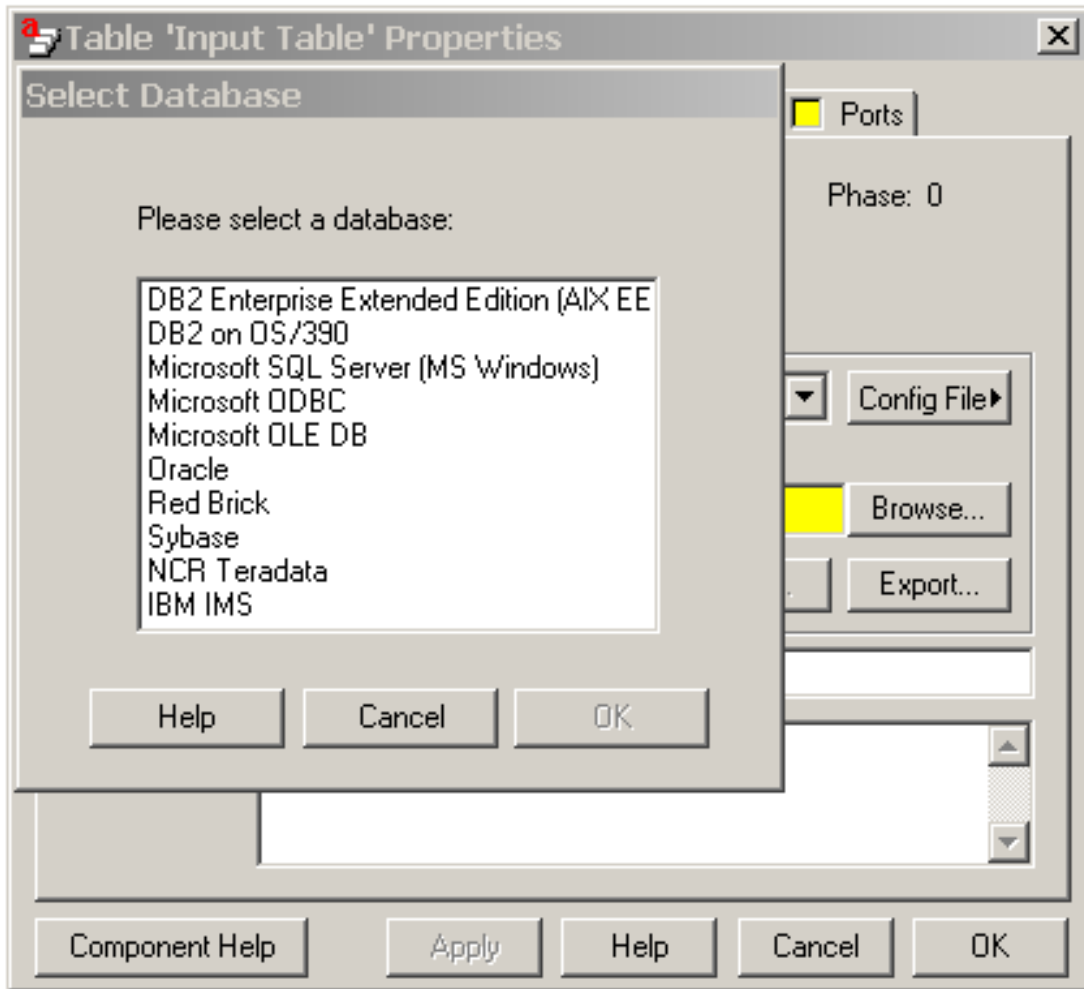 Table 'Input Table' Properties
Select Database
Ports
Phase: 0
Please select a database:
DB2 Enterprise Extended Edition (AIX EE
DB2 on OS/390
Microsoft SQL Server (MS Windows)
Microsoft ODBC
Microsoft OLE DB
Oracle
Red Brick
Sybase
NCR Teradata
IBM IMS
Config File
Browse...
Export...
Help
Cancel
OK
Component Help
Apply
Help
Cancel
OK